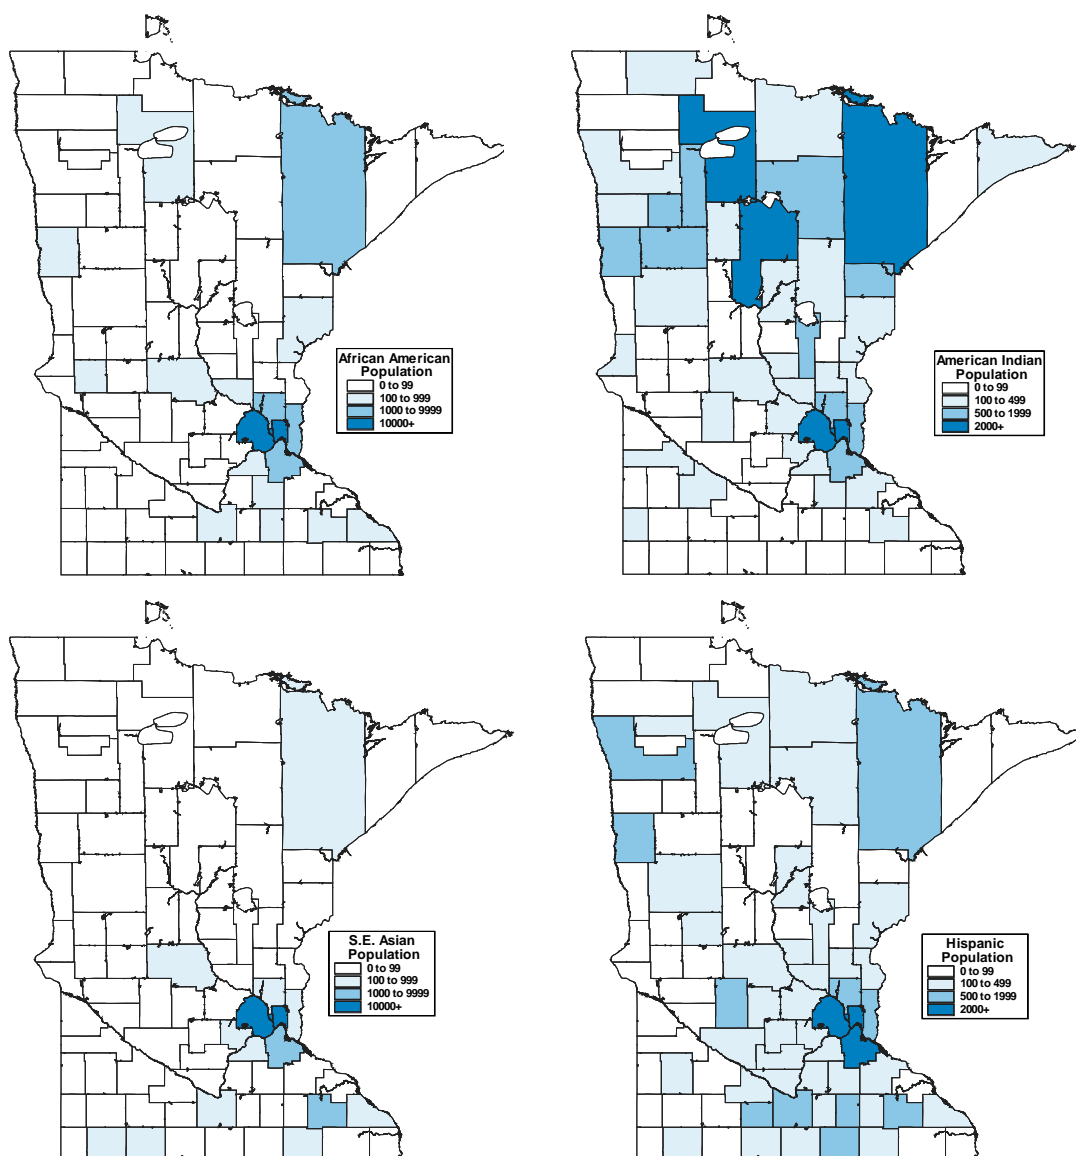 African American
Population
0 to 99
100 to 999
1000 to 9999
10000+
American Indian
Population
0 to 99
100 to 499
500 to 1999
2000+
S.E. Asian
Population
0 to 99
100 to 999
1000 to 9999
10000+
Hispanic
Population
0 to 99
100 to 499
500 to 1999
2000+